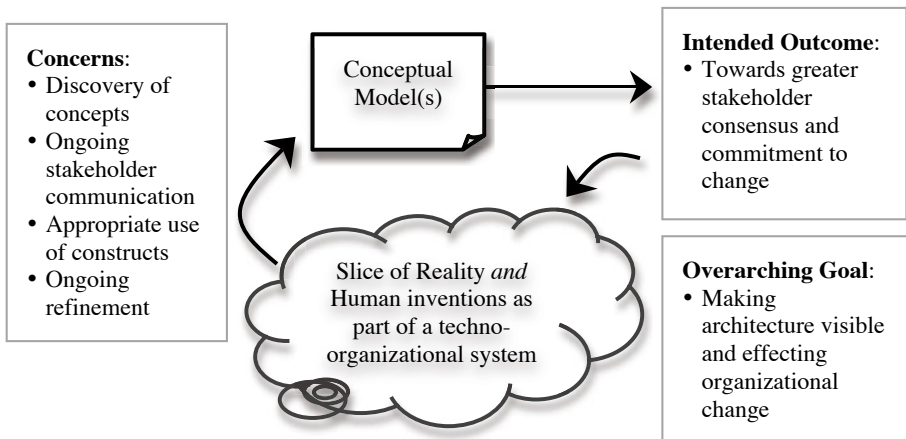 Concerns:
• Discovery of
concepts
• Ongoing
stakeholder
communication
• Appropriate use
of constructs
• Ongoing
refinement
Conceptual
Model(s)
Intended Outcome:
• Towards greater
stakeholder
consensus and
commitment to
change
Slice of Reality and
Human inventions as
part of a techno-
organizational system
Overarching Goal:
• Making
architecture visible
and effecting
organizational
change